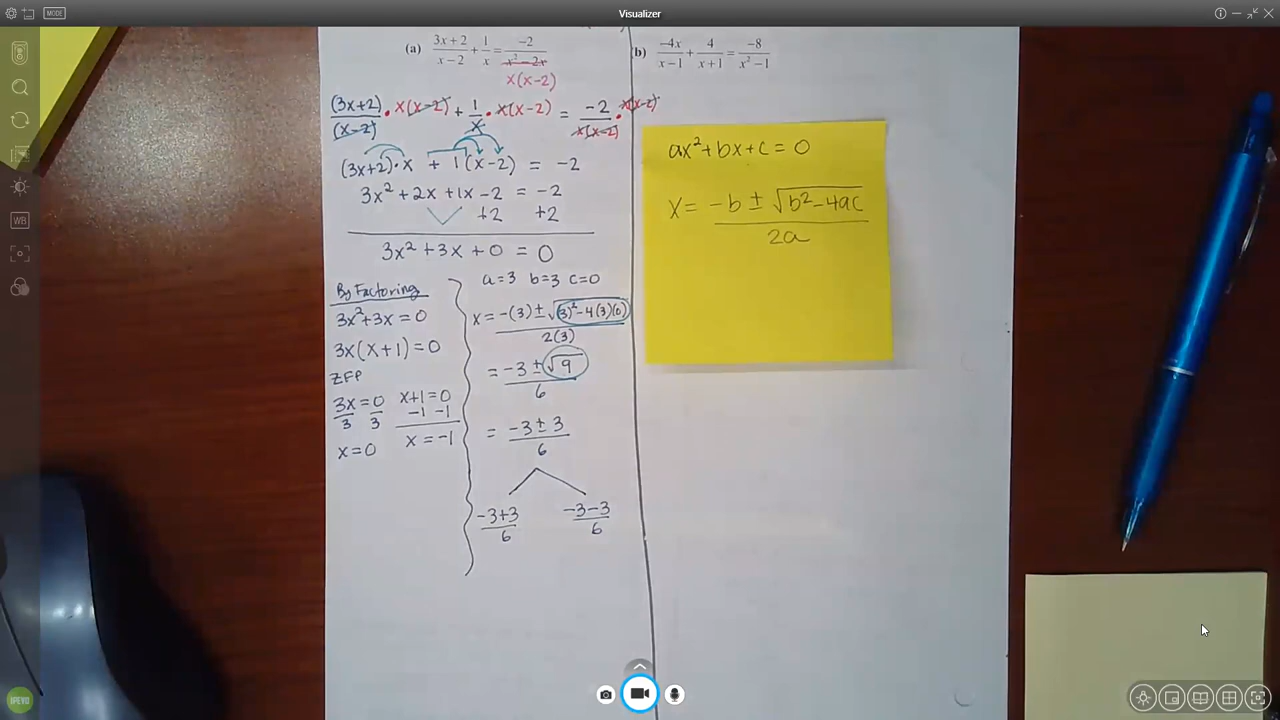 MODE
Visualizer
(a) (3x+2)/(x−2) + 1/x = −2/(x²−2x)
x(x−2)
(3x+2)/(x−2) • x(x−2) + 1/x • x(x−2) = −2/x(x−2) • x(x−2)
(3x+2)•x + 1(x−2) = −2
3x² + 2x + 1x − 2 = −2
+2 +2
3x² + 3x + 0 = 0
By Factoring
3x²+3x = 0
3x(x+1) = 0
ZFP
3x = 0
3 3
x = 0
x+1 = 0
−1 −1
x = −1
a=3 b=3 c=0
x = (−(3) ± √((3)²−4(3)(0)))/2(3)
= (−3 ± √9)/6
= (−3 ± 3)/6
(−3+3)/6 (−3−3)/6
(b) −4x/(x−1) + 4/(x+1) = −8/(x²−1)
ax²+bx+c = 0
x = (−b ± √(b²−4ac))/2a
WB
IPEVO